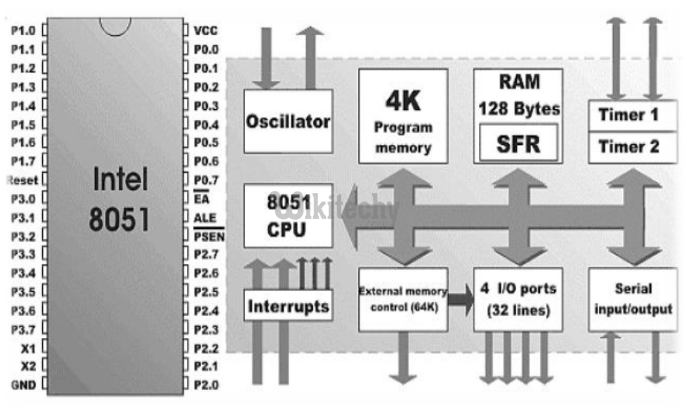 P1.0
P1.1
P1.2
P1.3
P1.4
P1.5
P1.6
P1.7
Reset
P3.0
P3.1
P3.2
P3.3
P3.4
P3.5
P3.6
P3.7
X1
X2
GND
Intel
8051
VCC
P0.0
P0.1
P0.2
P0.3
P0.4
P0.5
P0.6
P0.7
EA
ALE
PSEN
P2.7
P2.6
P2.5
P2.4
P2.3
P2.2
P2.1
P2.0
Oscillator
4K
Program
memory
RAM
128 Bytes
SFR
Timer 1
Timer 2
8051
CPU
Wikitechy
Interrupts
External memory
control (64K)
4 I/O ports
(32 lines)
Serial
input/output